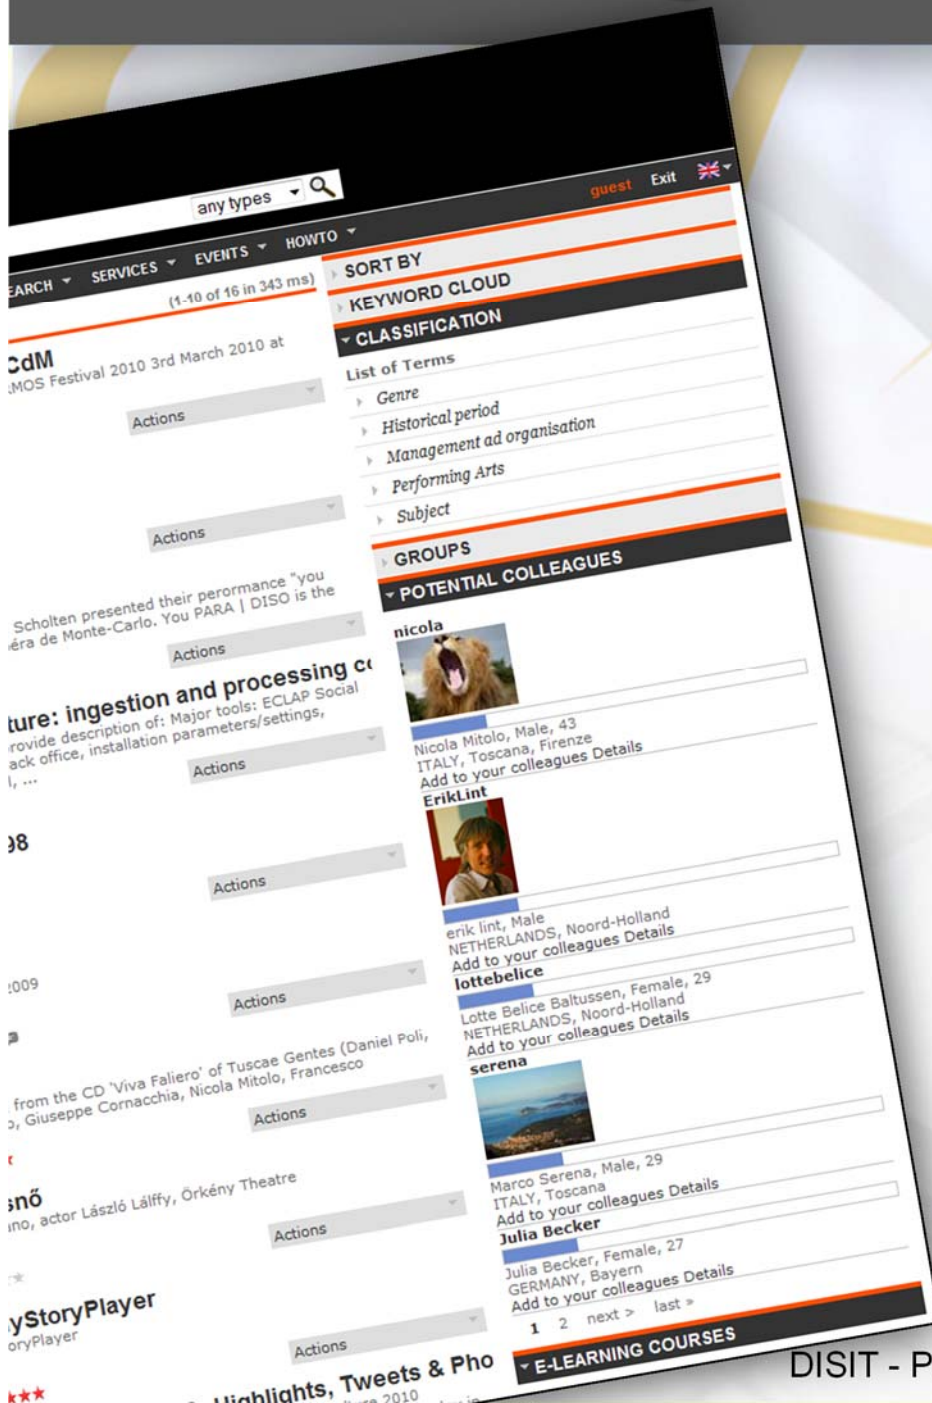 any types
guest Exit
SERVICES EVENTS HOWTO
(1-10 of 16 in 343 ms)
CdM
Festival 2010 3rd March 2010 at
Actions
Actions
Scholten presented their perormance "you
de Monte-Carlo. You PARA | DISO is the
Actions
ture: ingestion and processing
provide description of: Major tools: ECLAP Social
office, installation parameters/settings,
, ...
Actions
98
Actions
2009
Actions
from the CD 'Viva Faliero' of Tuscae Gentes (Daniel Poli,
, Giuseppe Cornacchia, Nicola Mitolo, Francesco
Actions
snő
, actor László Lálffy, Örkény Theatre
Actions
yStoryPlayer
oryPlayer
Actions
Highlights, Tweets & Pho
2010
SORT BY
KEYWORD CLOUD
CLASSIFICATION
List of Terms
Genre
Historical period
Management ad organisation
Performing Arts
Subject
GROUPS
POTENTIAL COLLEAGUES
nicola
Nicola Mitolo, Male, 43
ITALY, Toscana, Firenze
Add to your colleagues Details
ErikLint
erik lint, Male
NETHERLANDS, Noord-Holland
Add to your colleagues Details
lottebelice
Lotte Belice Baltussen, Female, 29
NETHERLANDS, Noord-Holland
Add to your colleagues Details
serena
Marco Serena, Male, 29
ITALY, Toscana
Add to your colleagues Details
Julia Becker
Julia Becker, Female, 27
GERMANY, Bayern
Add to your colleagues Details
1 2 next > last »
E-LEARNING COURSES
DISIT - P